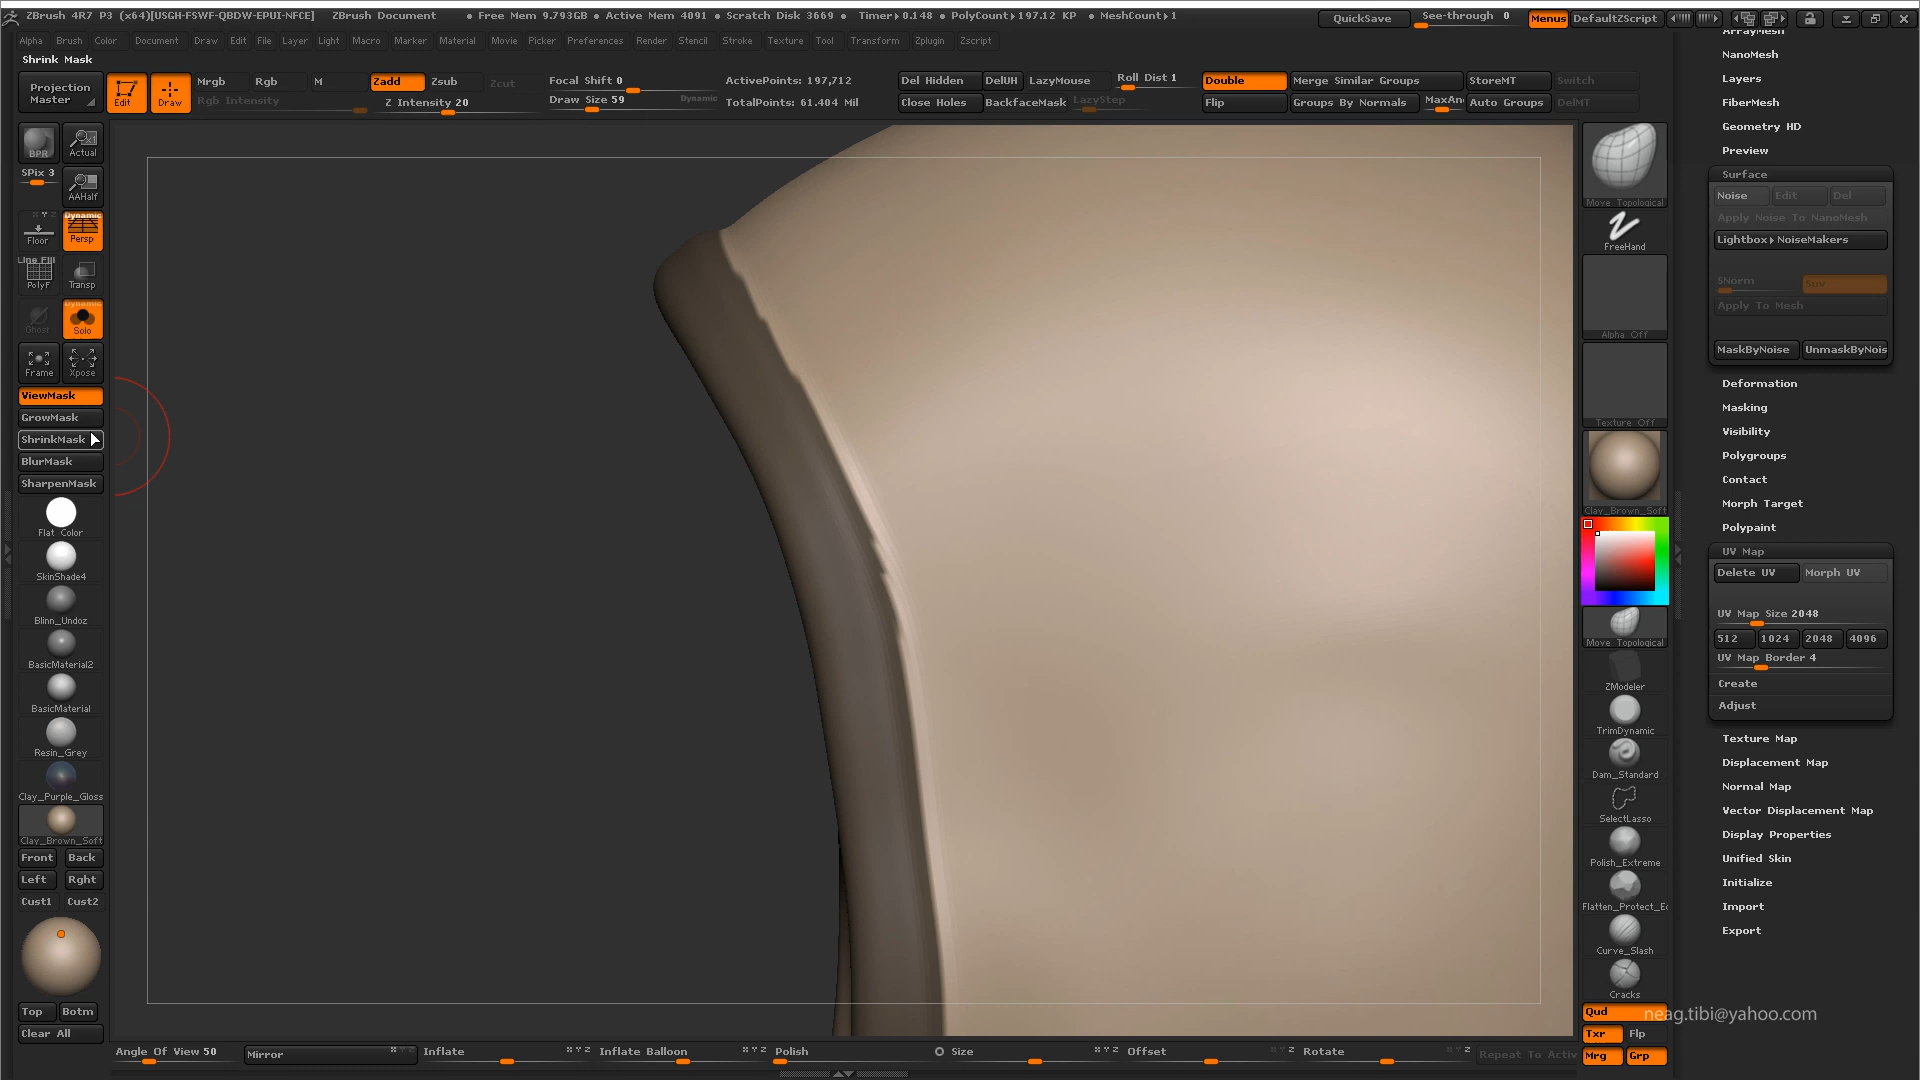 ZBrush 4R7 P3 (x64)[USGH-FSWF-QBDW-EPUI-NFCE] ZBrush Document • Free Mem 9.793GB • Active Mem 4091 • Scratch Disk 3669 • Timer▸0.148 • PolyCount▸197.12 KP • MeshCount▸1 QuickSave See-through 0 Menus DefaultZScript
Alpha Brush Color Document Draw Edit File Layer Light Macro Marker Material Movie Picker Preferences Render Stencil Stroke Texture Tool Transform Zplugin Zscript
Shrink Mask
Projection Master
Edit
Draw
Mrgb Rgb M Zadd Zsub Zcut
Rgb Intensity Z Intensity 20
Focal Shift 0
Draw Size 59 Dynamic
ActivePoints: 197,712
TotalPoints: 61.404 Mil
Del Hidden DelUH LazyMouse Roll Dist 1
Close Holes BackfaceMask LazyStep
Double Merge Similar Groups StoreMT Switch
Flip Groups By Normals MaxAn Auto Groups DelMT
BPR Actual
SPix 3 AAHalf
Floor Dynamic Persp
Line Fill PolyF Transp
Ghost Dynamic Solo
Frame Xpose
ViewMask
GrowMask
ShrinkMask
BlurMask
SharpenMask
Flat Color
SkinShade4
Blinn_Undoz
BasicMaterial2
BasicMaterial
Resin_Grey
Clay_Purple_Gloss
Clay_Brown_Soft
Front Back
Left Rght
Cust1 Cust2
Top Botm
Clear All
Angle Of View 50 Mirror Inflate Inflate Balloon Polish Size Offset Rotate Repeat To Activ
Move Topological
FreeHand
Alpha Off
Texture Off
Clay_Brown_Soft
Move Topological
ZModeler
TrimDynamic
Dam_Standard
SelectLasso
Polish_Extreme
Flatten_Protect_Ec
Curve_Slash
Cracks
Qud
Txr Flp
Mrg Grp
ArrayMesh
NanoMesh
Layers
FiberMesh
Geometry HD
Preview
Surface
Noise Edit Del
Apply Noise To NanoMesh
Lightbox▸NoiseMakers
SNorm Suv
Apply To Mesh
MaskByNoise UnmaskByNois
Deformation
Masking
Visibility
Polygroups
Contact
Morph Target
Polypaint
UV Map
Delete UV Morph UV
UV Map Size 2048
512 1024 2048 4096
UV Map Border 4
Create
Adjust
Texture Map
Displacement Map
Normal Map
Vector Displacement Map
Display Properties
Unified Skin
Initialize
Import
Export
neag.tibi@yahoo.com